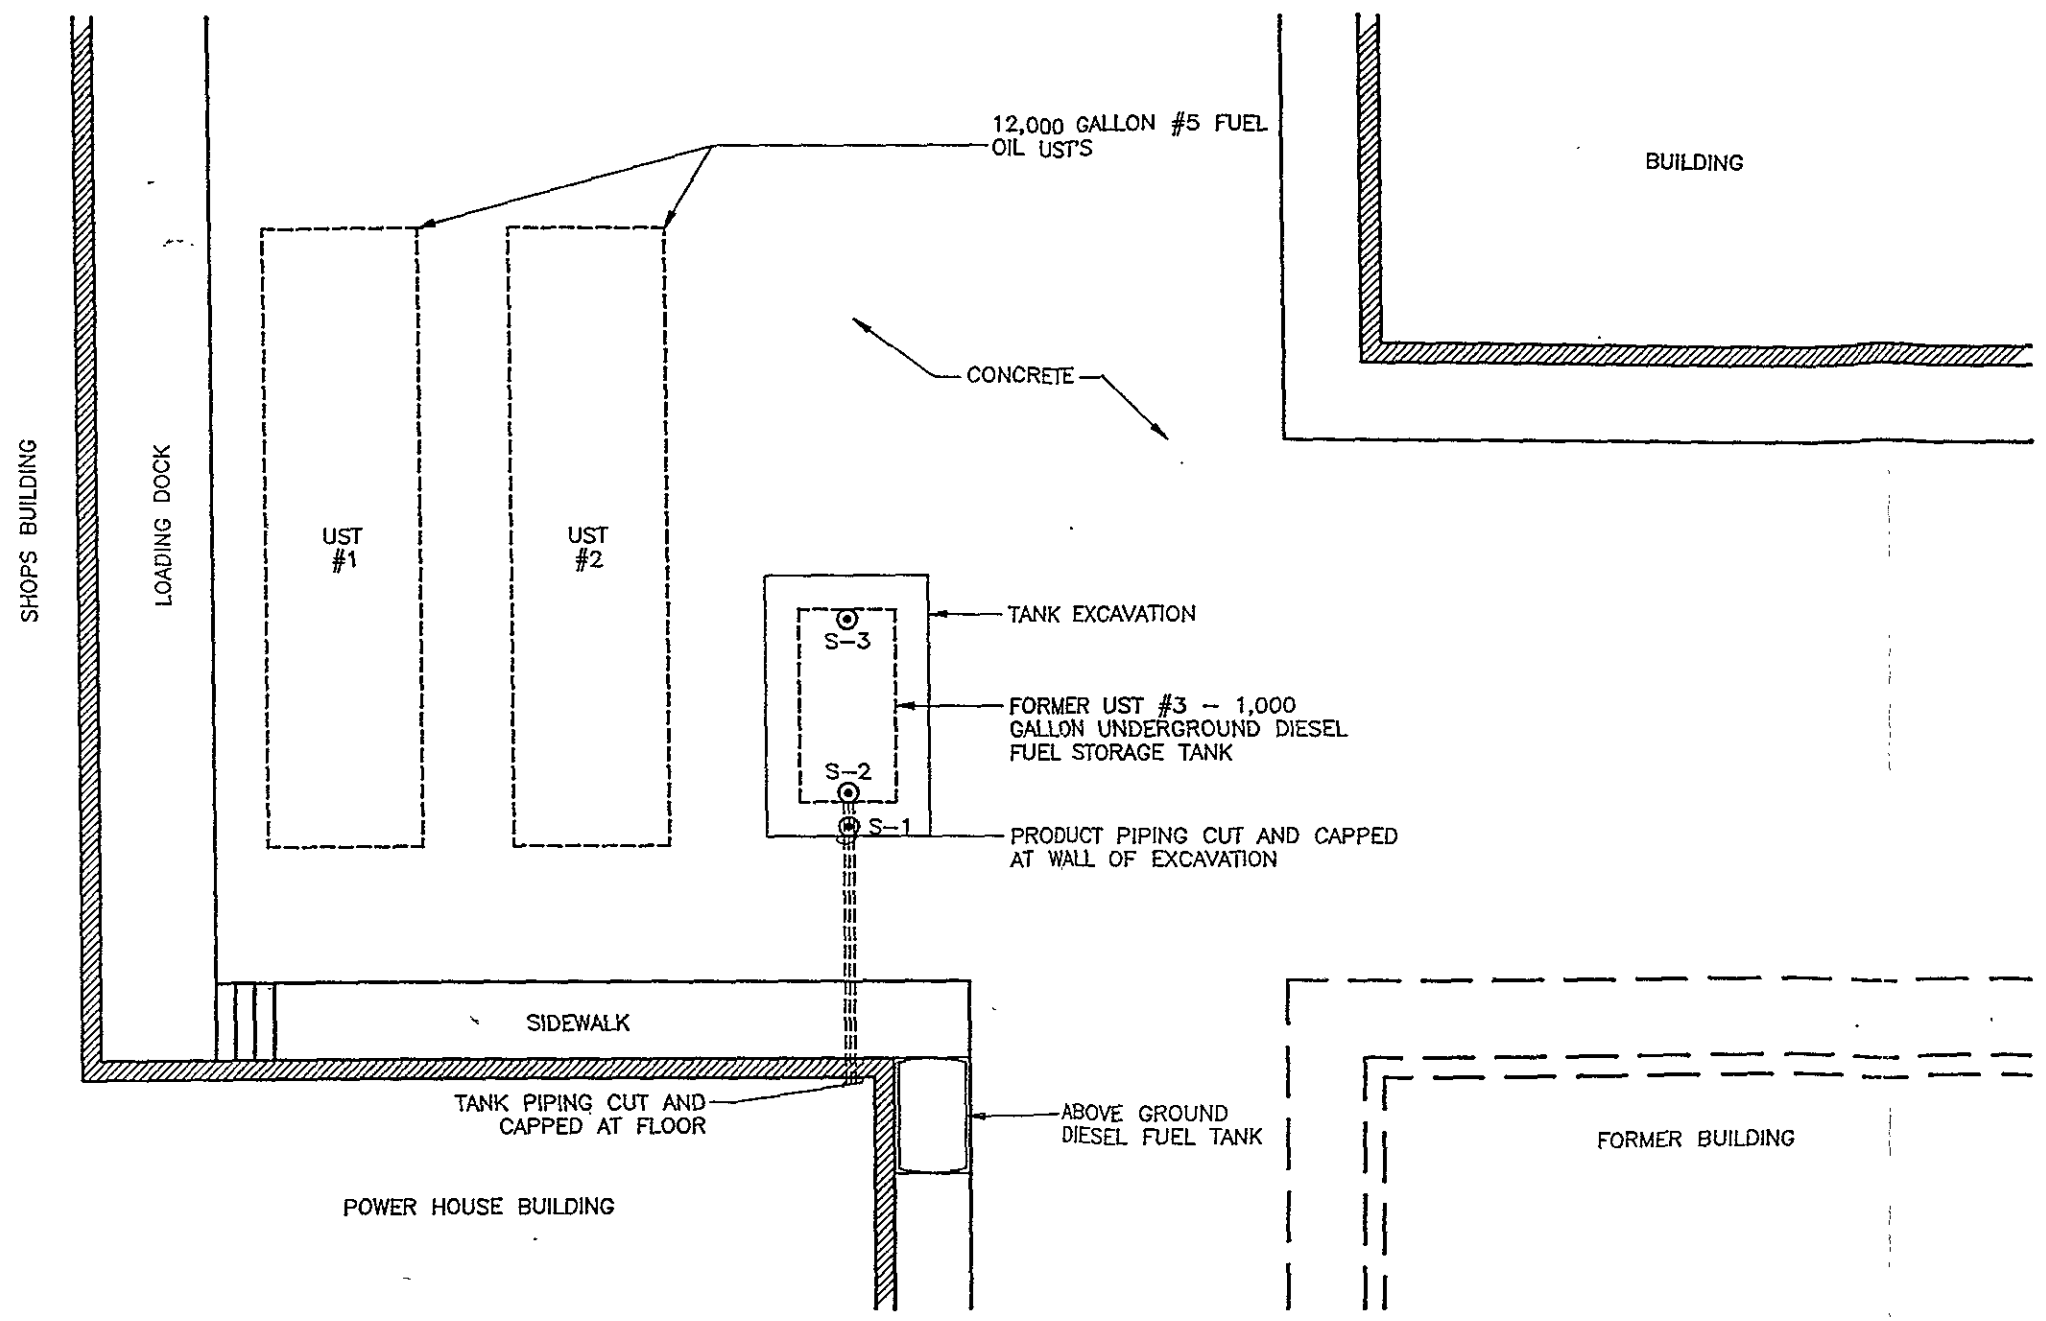 12,000 GALLON #5 FUEL
OIL UST'S
BUILDING
CONCRETE
SHOPS BUILDING
LOADING DOCK
UST
#1
UST
#2
TANK EXCAVATION
S-3
FORMER UST #3 - 1,000
GALLON UNDERGROUND DIESEL
FUEL STORAGE TANK
S-2
S-1
PRODUCT PIPING CUT AND CAPPED
AT WALL OF EXCAVATION
SIDEWALK
TANK PIPING CUT AND
CAPPED AT FLOOR
ABOVE GROUND
DIESEL FUEL TANK
FORMER BUILDING
POWER HOUSE BUILDING